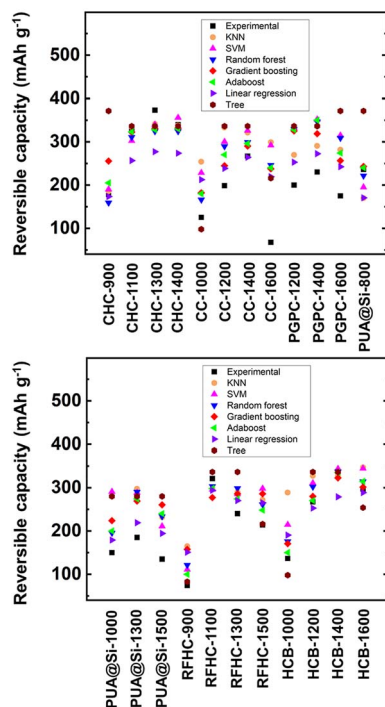 Reversible capacity (mAh g⁻¹)
500
400
300
200
100
Experimental
KNN
SVM
Random forest
Gradient boosting
Adaboost
Linear regression
Tree
CHC-900
CHC-1100
CHC-1300
CHC-1400
CC-1000
CC-1200
CC-1400
CC-1600
PGPC-1200
PGPC-1400
PGPC-1600
PUA@Si-800
Reversible capacity (mAh g⁻¹)
500
400
300
200
100
Experimental
KNN
SVM
Random forest
Gradient boosting
Adaboost
Linear regression
Tree
PUA@Si-1000
PUA@Si-1300
PUA@Si-1500
RFHC-900
RFHC-1100
RFHC-1300
RFHC-1500
HCB-1000
HCB-1200
HCB-1400
HCB-1600